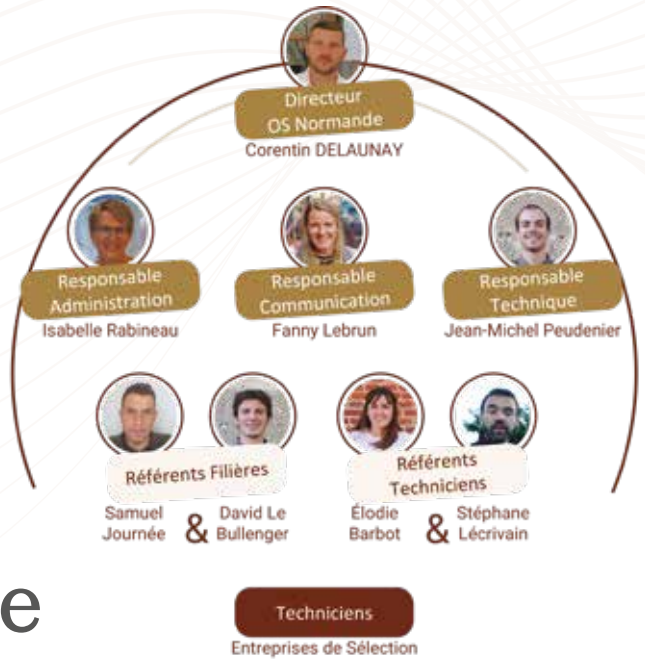 Directeur
OS Normande
Corentin DELAUNAY
Responsable
Administration
Isabelle Rabineau
Responsable
Communication
Fanny Lebrun
Responsable
Technique
Jean-Michel Peudenier
Référents Filières
Samuel
Journée
&
David Le
Bullenger
Référents
Techniciens
Élodie
Barbot
&
Stéphane
Lécrivain
e
Techniciens
Entreprises de Sélection